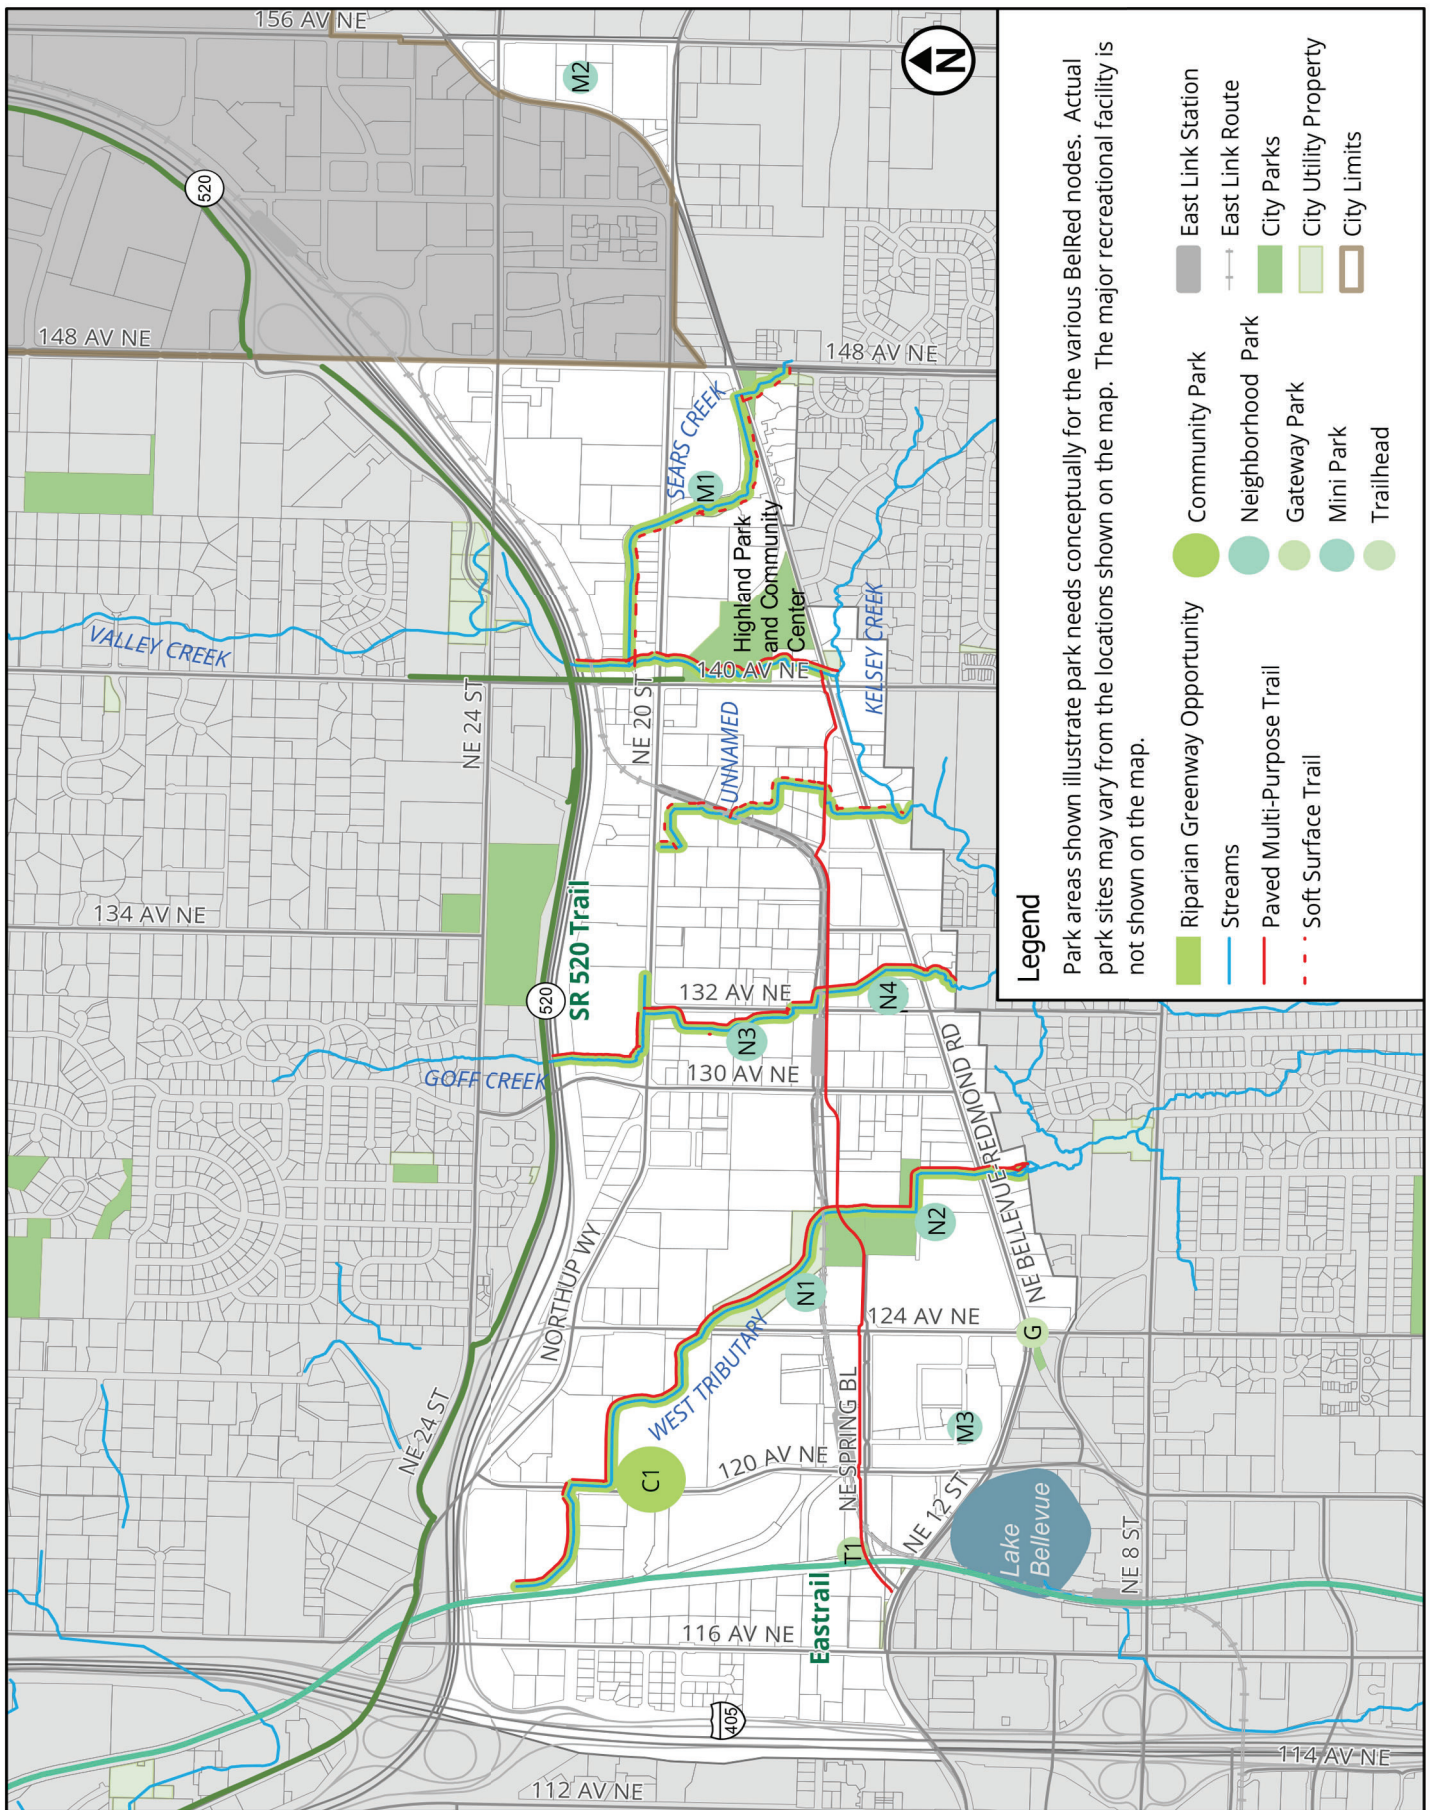 156 AV NE
M2
N
520
148 AV NE
148 AV NE
SEARS CREEK
M1
Highland Park
and Community
Center
VALLEY CREEK
NE 24 ST
NE 20 ST
140 AV NE
KELSEY CREEK
UNNAMED
134 AV NE
SR 520 Trail
520
132 AV NE
N4
N3
130 AV NE
GOFF CREEK
NE BELLEVUE-REDMOND RD
NORTHUP WY
N2
N1
124 AV NE
G
WEST TRIBUTARY
NE 24 ST
C1
120 AV NE
NE SPRING BL
M3
NE 12 ST
Lake
Bellevue
NE 8 ST
T1
Eastrail
116 AV NE
405
114 AV NE
112 AV NE
Legend
Park areas shown illustrate park needs conceptually for the various BelRed nodes. Actual
park sites may vary from the locations shown on the map. The major recreational facility is
not shown on the map.
Riparian Greenway Opportunity
Streams
Paved Multi-Purpose Trail
Soft Surface Trail
Community Park
Neighborhood Park
Gateway Park
Mini Park
Trailhead
East Link Station
East Link Route
City Parks
City Utility Property
City Limits